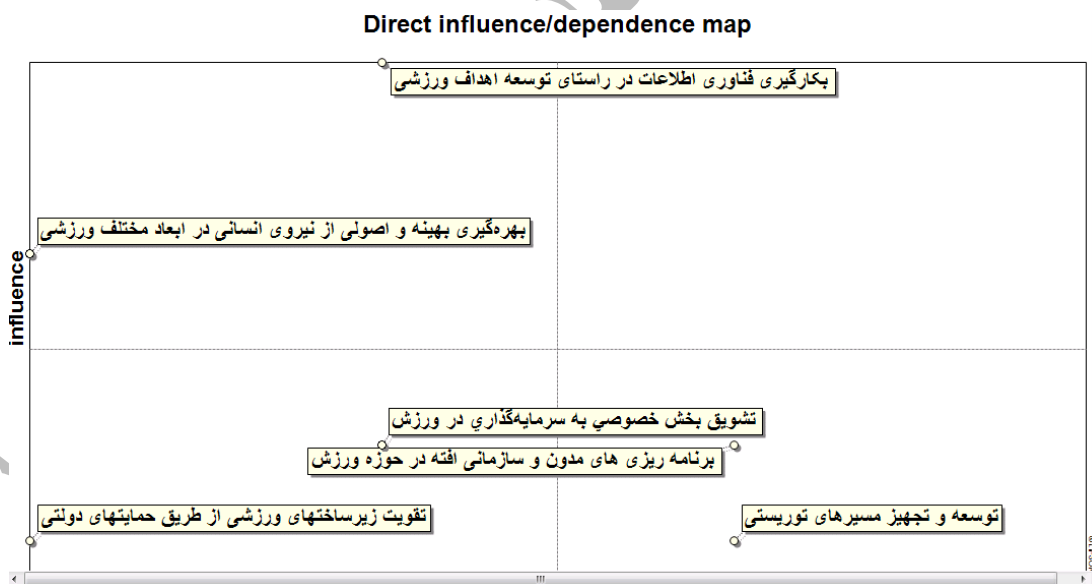 Direct influence/dependence map
بکارگیری فناوری اطلاعات در راستای توسعه اهداف ورزشی
بهره‌گیری بهینه و اصولی از نیروی انسانی در ابعاد مختلف ورزشی
influence
تشویق بخش خصوصي به سرمایه‌گذاري در ورزش
برنامه ریزی های مدون و سازمانی افته در حوزه ورزش
تقویت زیرساختهای ورزشی از طریق حمایتهای دولتی
توسعه و تجهیز مسیرهای توریستی